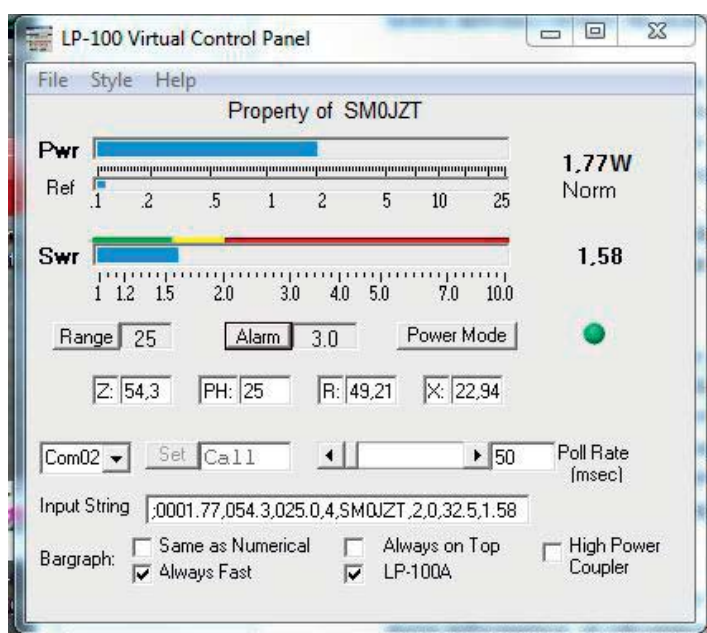 LP-100 Virtual Control Panel
File Style Help
Property of SM0JZT
Pwr
1,77W
Ref
Norm
.1 .2 .5 1 2 5 10 25
Swr
1,58
1 1.2 1.5 2.0 3.0 4.0 5.0 7.0 10.0
Range 25 Alarm 3.0 Power Mode
Z: 54,3 PH: 25 R: 49,21 X: 22,94
Com02 Set Call 50 Poll Rate
(msec)
Input String ;0001.77,054.3,025.0,4,SM0JZT,2,0,32.5,1.58
Bargraph: Same as Numerical Always on Top High Power
Always Fast LP-100A Coupler